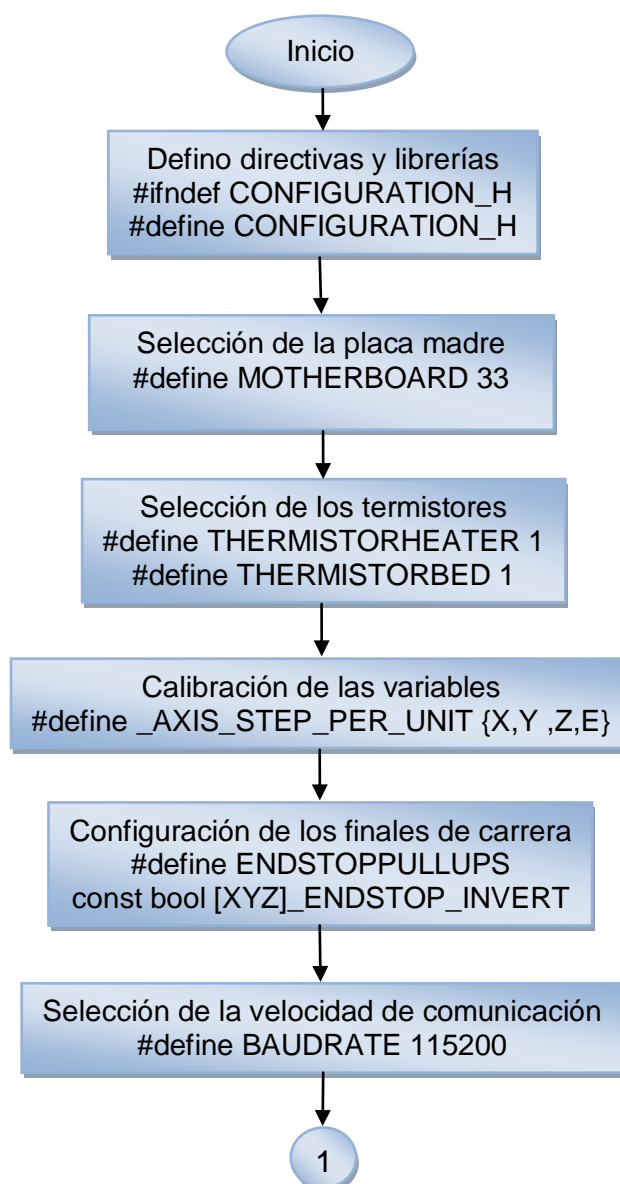 Inicio
Defino directivas y librerías
#ifndef CONFIGURATION_H
#define CONFIGURATION_H
Selección de la placa madre
#define MOTHERBOARD 33
Selección de los termistores
#define THERMISTORHEATER 1
#define THERMISTORBED 1
Calibración de las variables
#define _AXIS_STEP_PER_UNIT {X,Y ,Z,E}
Configuración de los finales de carrera
#define ENDSTOPPULLUPS
const bool [XYZ]_ENDSTOP_INVERT
Selección de la velocidad de comunicación
#define BAUDRATE 115200
1